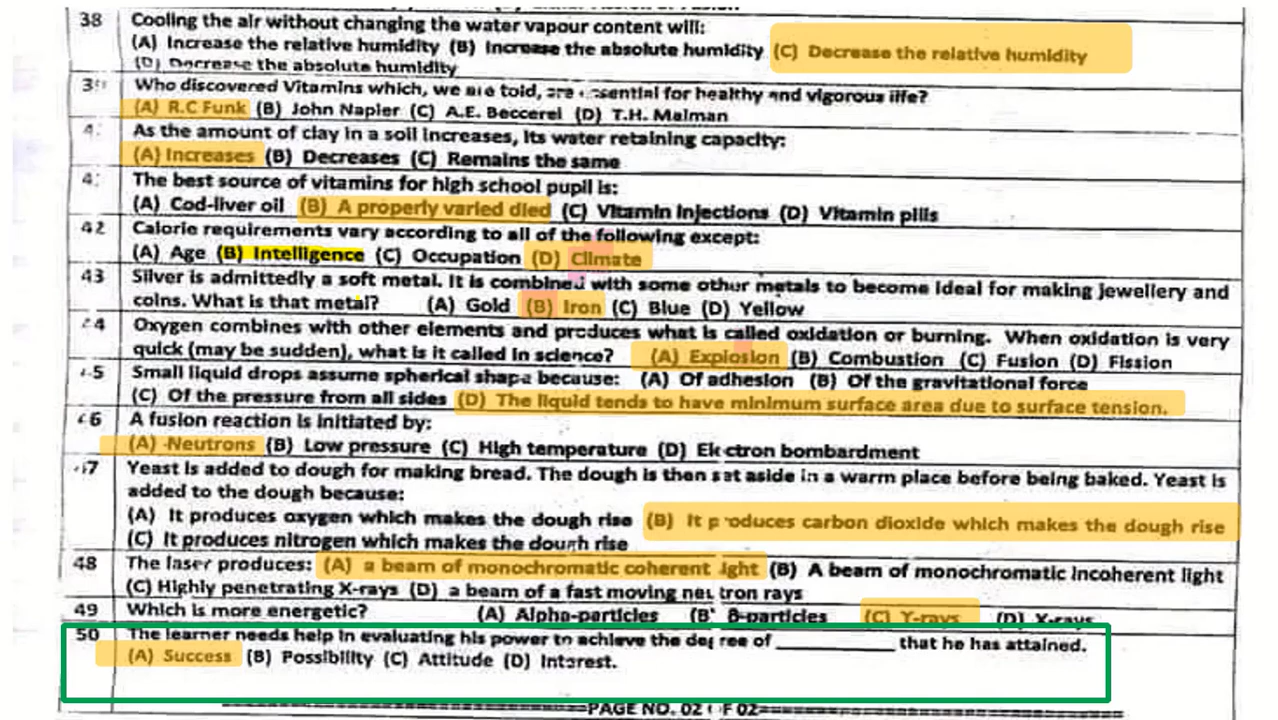 38 Cooling the air without changing the water vapour content will:
(A) Increase the relative humidity (B) Increase the absolute humidity (C) Decrease the relative humidity
(D) Decrease the absolute humidity
Who discovered Vitamins which, we are told, are essential for healthy and vigorous life?
(A) R.C Funk (B) John Napier (C) A.E. Beccerel (D) T.H. Maiman
As the amount of clay in a soil increases, its water retaining capacity:
(A) Increases (B) Decreases (C) Remains the same
The best source of vitamins for high school pupil is:
(A) Cod-liver oil (B) A properly varied died (C) Vitamin injections (D) Vitamin pills
42 Calorie requirements vary according to all of the following except:
(A) Age (B) Intelligence (C) Occupation (D) Climate
43 Silver is admittedly a soft metal. It is combined with some other metals to become ideal for making jewellery and
coins. What is that metal? (A) Gold (B) Iron (C) Blue (D) Yellow
Oxygen combines with other elements and produces what is called oxidation or burning. When oxidation is very
quick (may be sudden), what is it called in science? (A) Explosion (B) Combustion (C) Fusion (D) Fission
Small liquid drops assume spherical shape because: (A) Of adhesion (B) Of the gravitational force
(C) Of the pressure from all sides (D) The liquid tends to have minimum surface area due to surface tension.
A fusion reaction is initiated by:
(A) Neutrons (B) Low pressure (C) High temperature (D) Electron bombardment
Yeast is added to dough for making bread. The dough is then set aside in a warm place before being baked. Yeast is
added to the dough because:
(A) It produces oxygen which makes the dough rise (B) It produces carbon dioxide which makes the dough rise
(C) It produces nitrogen which makes the dough rise
48 The laser produces: (A) a beam of monochromatic coherent light (B) A beam of monochromatic incoherent light
(C) Highly penetrating X-rays (D) a beam of a fast moving neutron rays
49 Which is more energetic? (A) Alpha-particles (B) β-particles (C) Y-rays (D) X-rays
50 The learner needs help in evaluating his power to achieve the degree of __________ that he has attained.
(A) Success (B) Possibility (C) Attitude (D) Interest.
PAGE NO. 02 OF 02